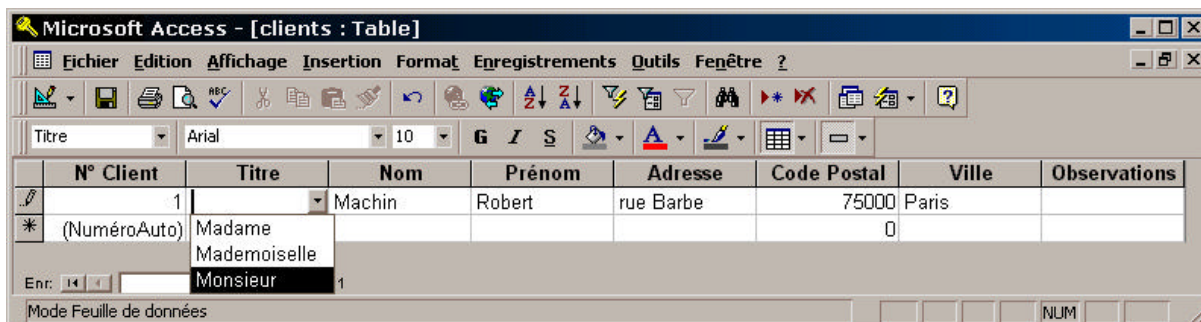 Microsoft Access - [clients : Table]
Fichier Edition Affichage Insertion Format Enregistrements Outils Fenêtre ?
ABC A Z Z A ?
Titre Arial 10 G I S A
N° Client Titre Nom Prénom Adresse Code Postal Ville Observations
1 Machin Robert rue Barbe 75000 Paris
(NuméroAuto) Madame 0
Mademoiselle
Enr: Monsieur 1
Mode Feuille de données NUM